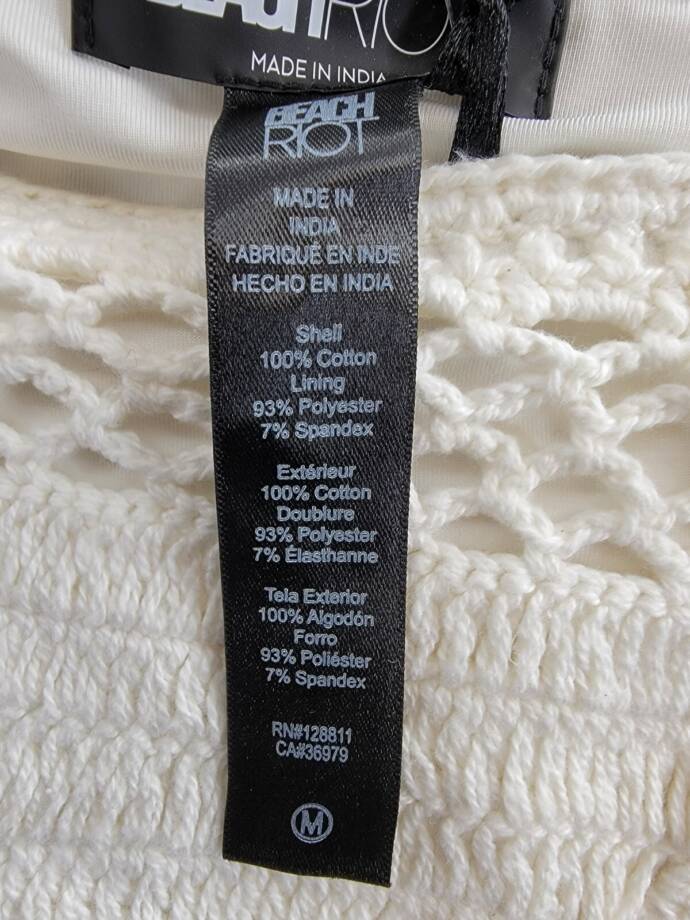 BEACH RIO
MADE IN INDIA
BEACH
RIOT
MADE IN
INDIA
FABRIQUÉ EN INDE
HECHO EN INDIA
Shell
100% Cotton
Lining
93% Polyester
7% Spandex
Extérieur
100% Cotton
Doublure
93% Polyester
7% Élasthanne
Tela Exterior
100% Algodón
Forro
93% Poliéster
7% Spandex
RN#128811
CA#36979
M